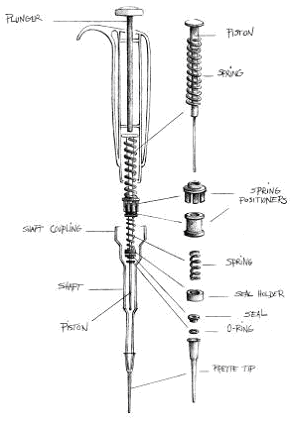 PLUNGER
PISTON
SPRING
SPRING
POSITIONERS
SHAFT COUPLING
SPRING
SHAFT
SEAL HOLDER
SEAL
PISTON
O-RING
PIPETTE TIP